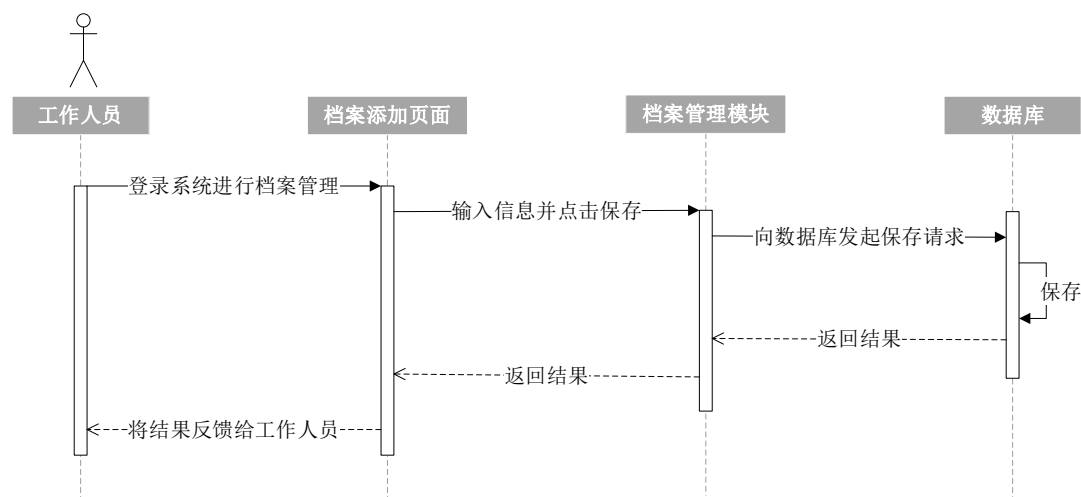 工作人员
档案添加页面
档案管理模块
数据库
登录系统进行档案管理
输入信息并点击保存
向数据库发起保存请求
保存
返回结果
返回结果
将结果反馈给工作人员